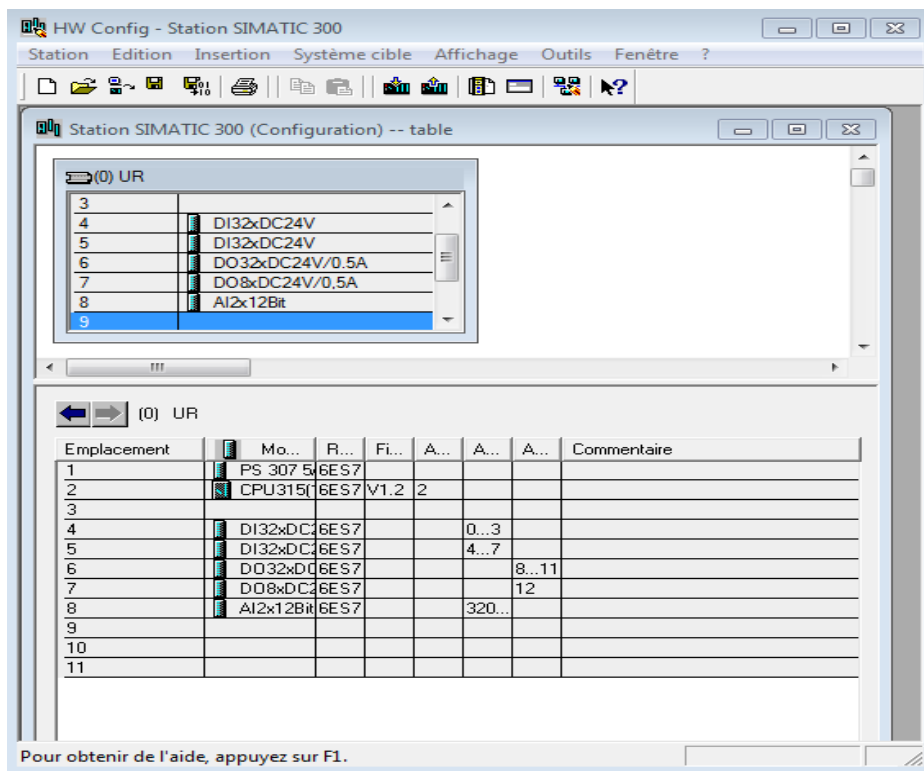 HW Config - Station SIMATIC 300
Station Edition Insertion Système cible Affichage Outils Fenêtre ?
Station SIMATIC 300 (Configuration) -- table
(0) UR
3
4 DI32xDC24V
5 DI32xDC24V
6 DO32xDC24V/0.5A
7 DO8xDC24V/0,5A
8 AI2x12Bit
9
(0) UR
Emplacement Mo... R... Fi... A... A... A... Commentaire
1 PS 307 5 6ES7
2 CPU315( 6ES7 V1.2 2
3
4 DI32xDC2 6ES7 0...3
5 DI32xDC2 6ES7 4...7
6 DO32xD 6ES7 8...11
7 DO8xDC2 6ES7 12
8 AI2x12Bit 6ES7 320...
9
10
11
Pour obtenir de l'aide, appuyez sur F1.